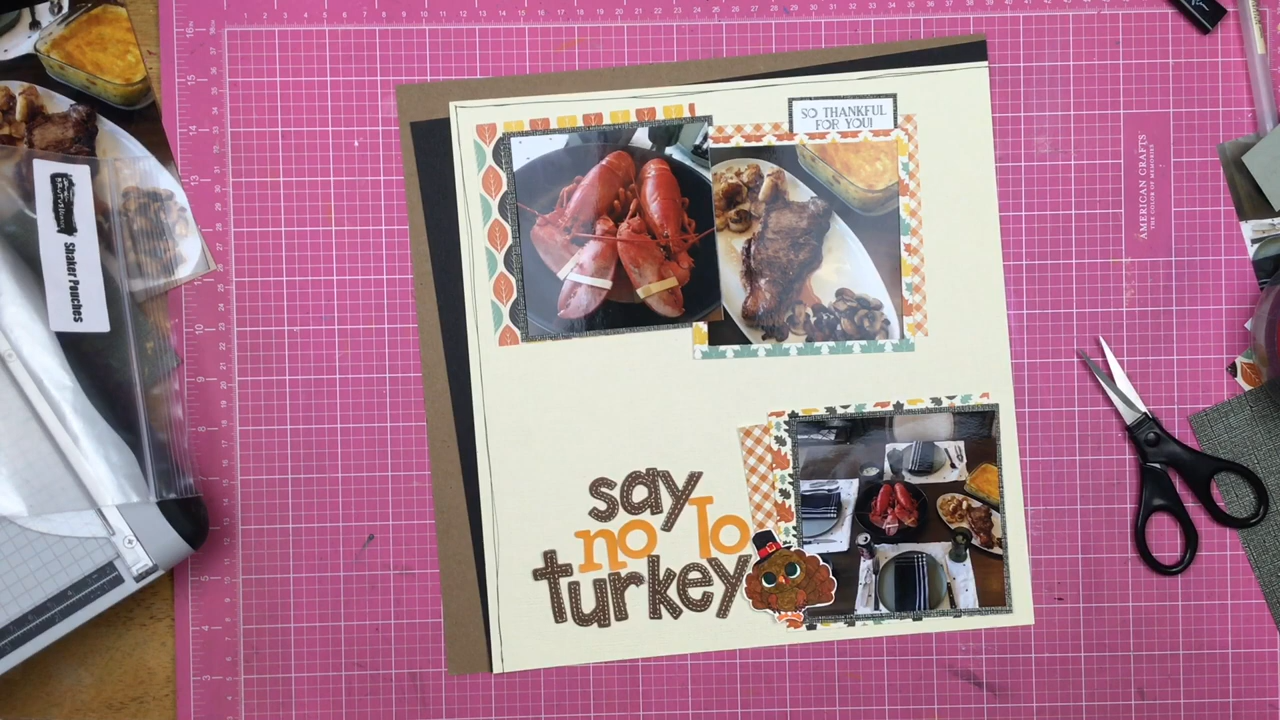 SO THANKFUL
FOR YOU!
say
no To
turkey
Shaker Pouches
AMERICAN CRAFTS
THE COLOR OF MEMORIES